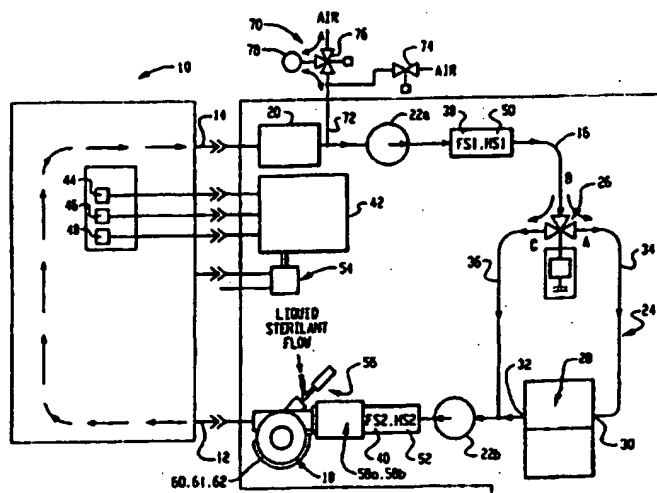 AIR
70
76
78
74
AIR
10
14
20
72
22a
38
50
FS1.MS1
16
B
26
44
46
48
42
C
A
36
34
54
24
LIQUID
STERILANT
FLOW
56
32
28
FS2.MS2
12
60.61.62
18
58a.58b
40
52
22b
30